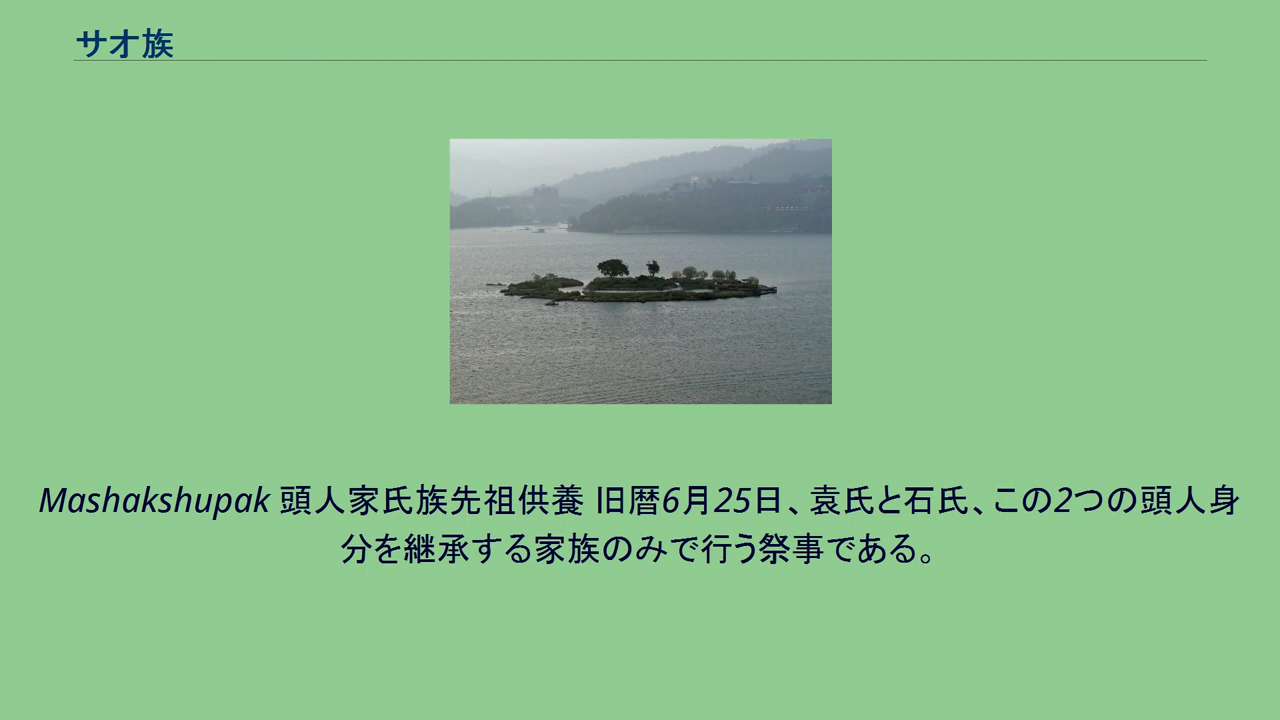 サオ族
Mashakshupak 頭人家氏族先祖供養 旧暦6月25日、袁氏と石氏、この2つの頭人身
分を継承する家族のみで行う祭事である。